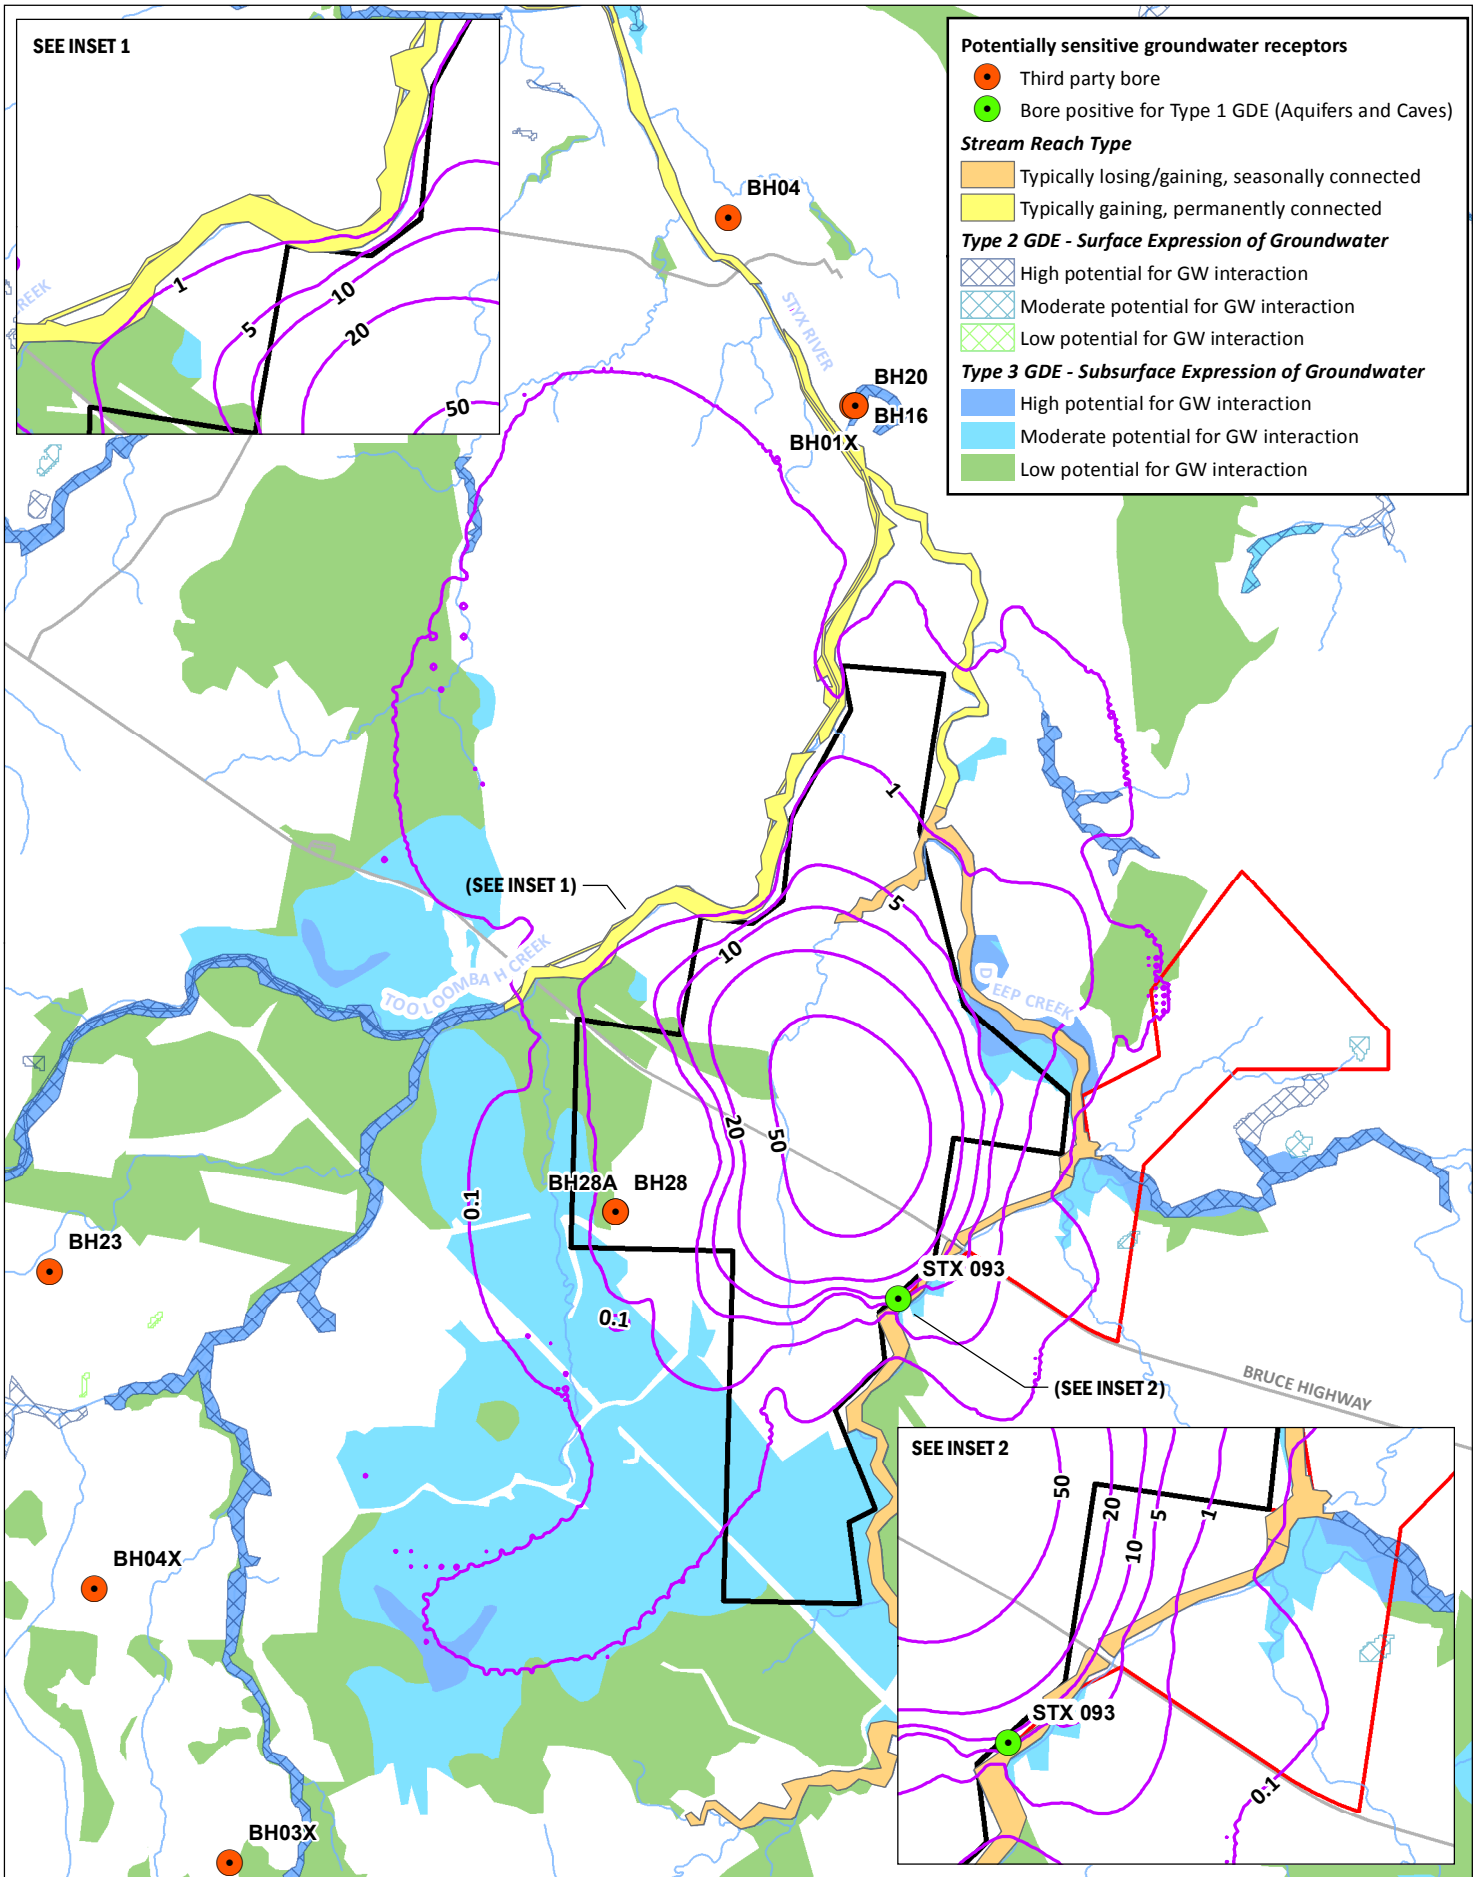 SEE INSET 1
CREEK
1
5
10
20
50
Potentially sensitive groundwater receptors
Third party bore
Bore positive for Type 1 GDE (Aquifers and Caves)
Stream Reach Type
Typically losing/gaining, seasonally connected
Typically gaining, permanently connected
Type 2 GDE - Surface Expression of Groundwater
High potential for GW interaction
Moderate potential for GW interaction
Low potential for GW interaction
Type 3 GDE - Subsurface Expression of Groundwater
High potential for GW interaction
Moderate potential for GW interaction
Low potential for GW interaction
BH04
STYX RIVER
BH20
BH16
BH01X
1
(SEE INSET 1)
5
10
TOOLOOMBAH CREEK
DEEP CREEK
20
50
0.1
BH28A BH28
BH23
STX 093
0.1
(SEE INSET 2)
BRUCE HIGHWAY
BH04X
BH03X
SEE INSET 2
50
20
10
5
1
STX 093
0.1